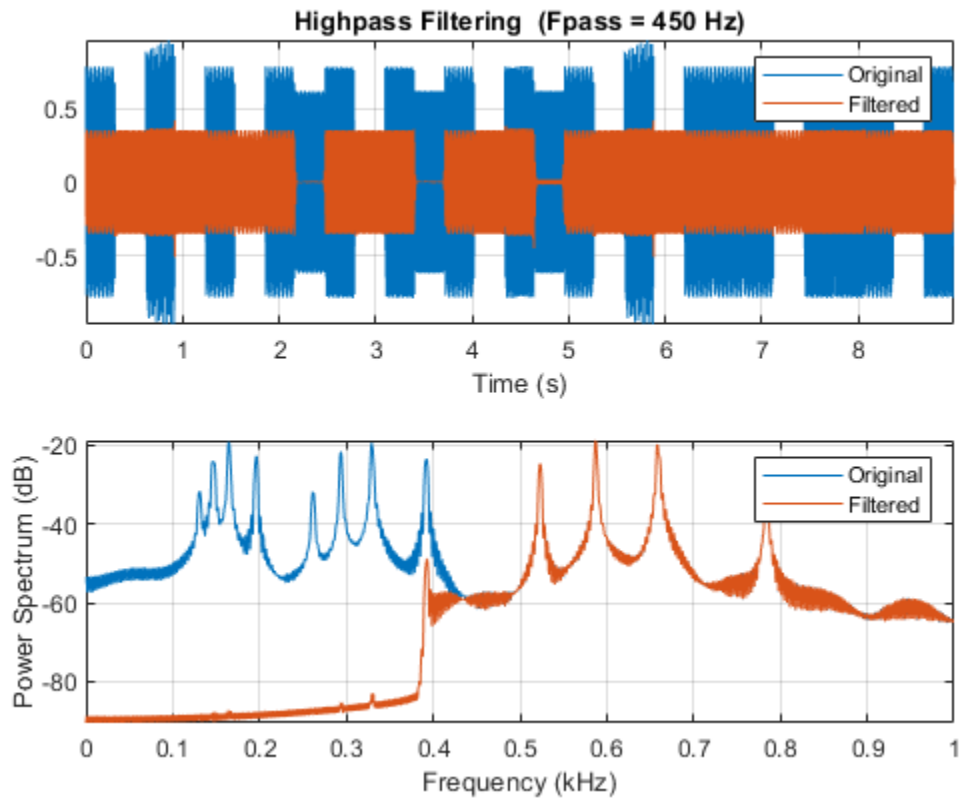 Highpass Filtering (Fpass = 450 Hz)
Original
Filtered
0.5
0
-0.5
0 1 2 3 4 5 6 7 8
Time (s)
Power Spectrum (dB)
-20
-40
-60
-80
Original
Filtered
0 0.1 0.2 0.3 0.4 0.5 0.6 0.7 0.8 0.9 1
Frequency (kHz)